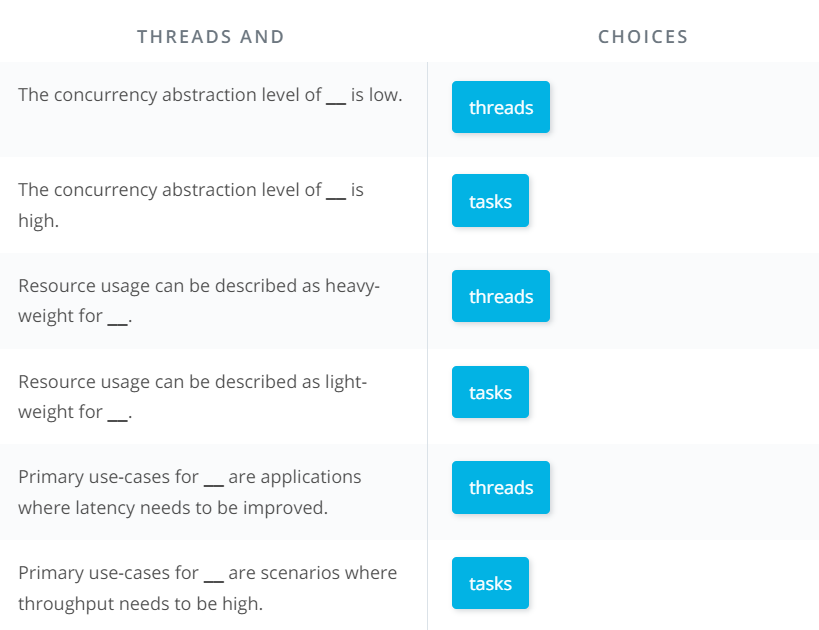 THREADS AND
CHOICES
The concurrency abstraction level of __ is low.
threads
The concurrency abstraction level of __ is
high.
tasks
Resource usage can be described as heavy-
weight for __.
threads
Resource usage can be described as light-
weight for __.
tasks
Primary use-cases for __ are applications
where latency needs to be improved.
threads
Primary use-cases for __ are scenarios where
throughput needs to be high.
tasks